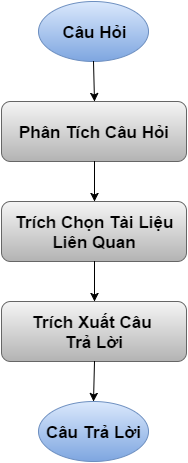 Câu Hỏi
Phân Tích Câu Hỏi
Trích Chọn Tài Liệu
Liên Quan
Trích Xuất Câu
Trả Lời
Câu Trả Lời